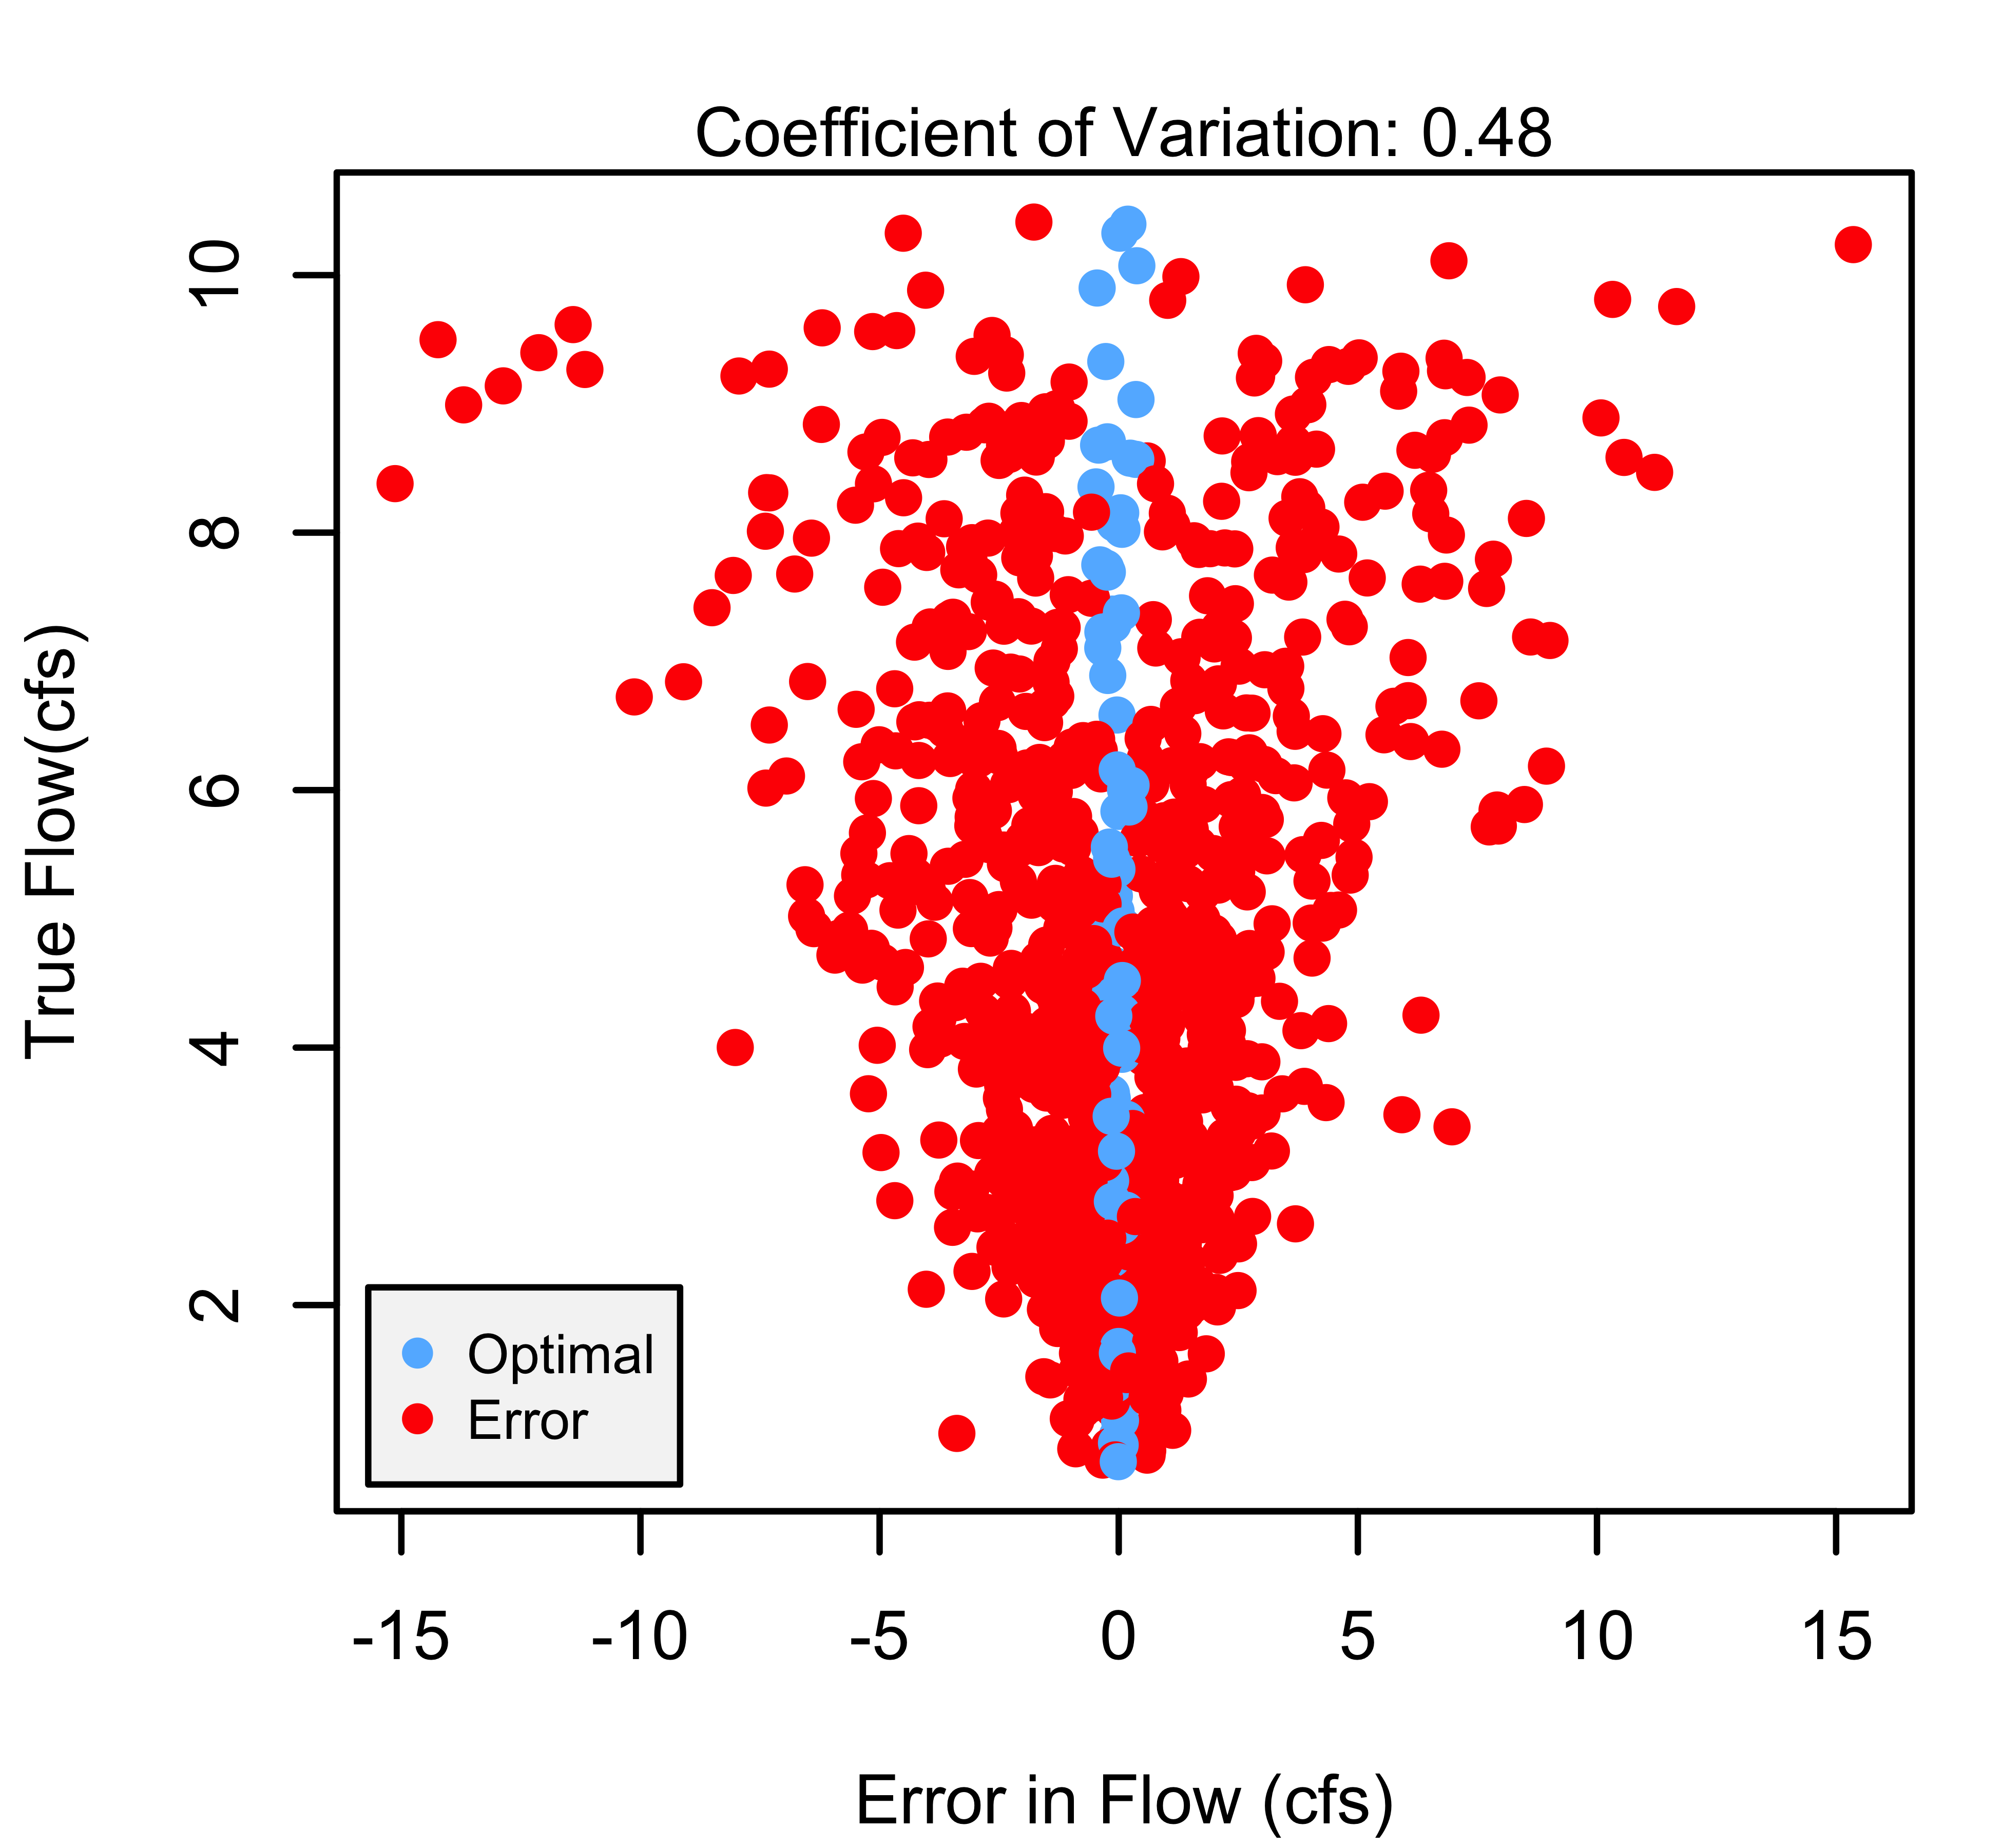 Coefficient of Variation: 0.48
True Flow(cfs)
10
8
6
4
2
Optimal
Error
-15 -10 -5 0 5 10 15
Error in Flow (cfs)